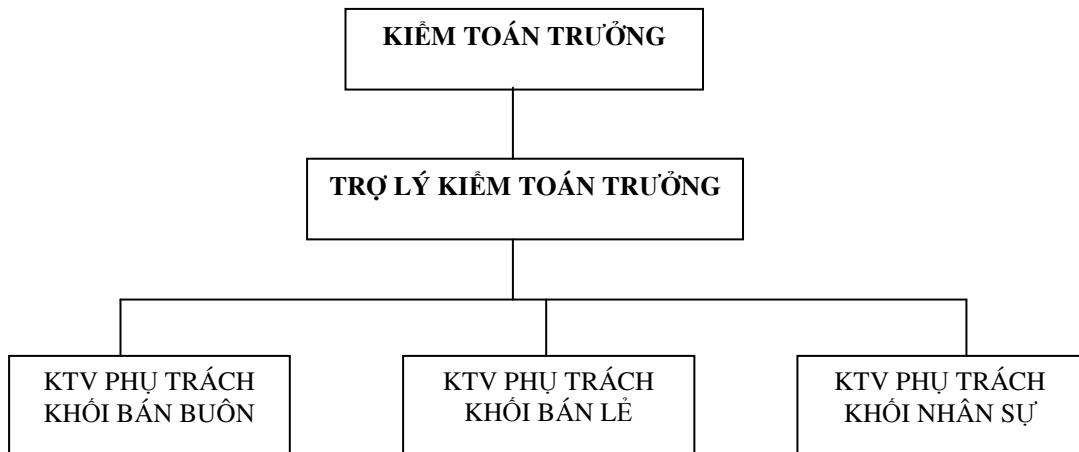 KIỂM TOÁN TRƯỞNG
TRỢ LÝ KIỂM TOÁN TRƯỞNG
KTV PHỤ TRÁCH
KHỐI BÁN BUÔN
KTV PHỤ TRÁCH
KHỐI BÁN LẺ
KTV PHỤ TRÁCH
KHỐI NHÂN SỰ